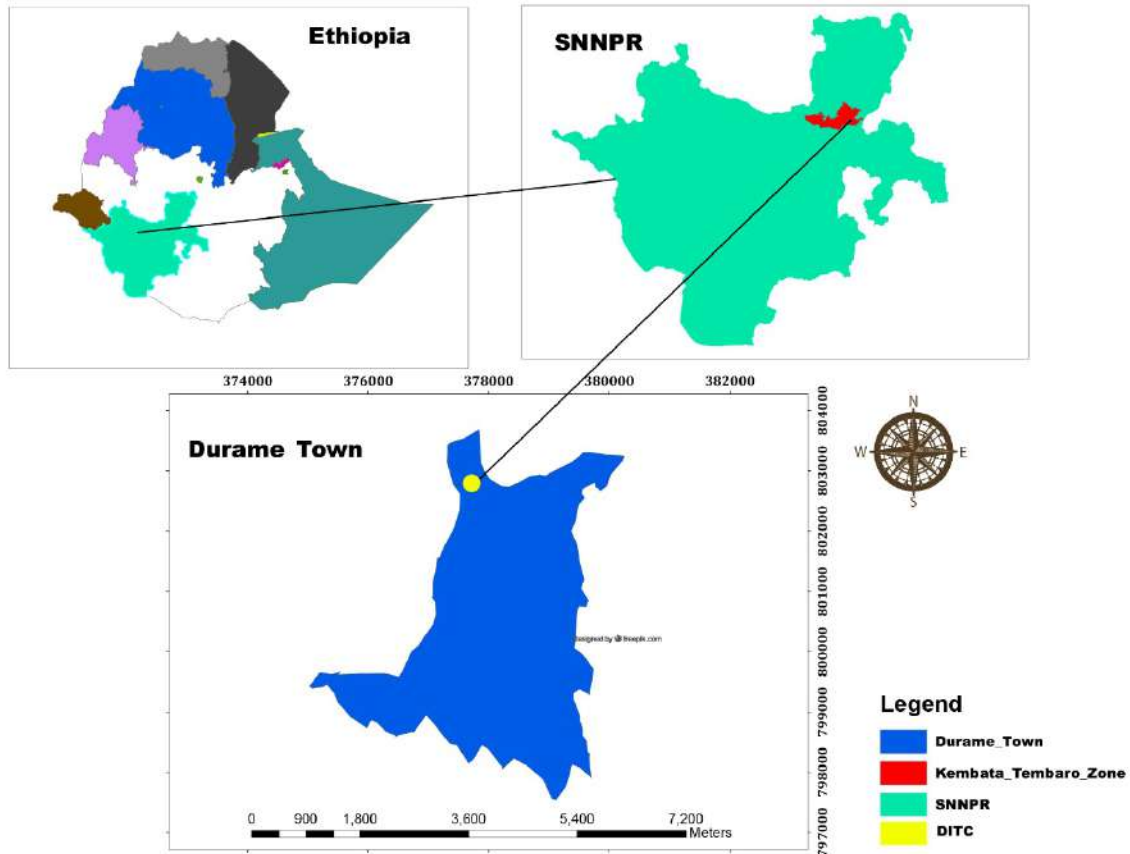 Ethiopia
SNNPR
374000 376000 378000 380000 382000
Durame Town
804000
803000
802000
801000
800000
799000
798000
797000
N
W E
S
designed by freepik.com
Legend
Durame_Town
Kembata_Tembaro_Zone
SNNPR
DITC
0 900 1,800 3,600 5,400 7,200
Meters